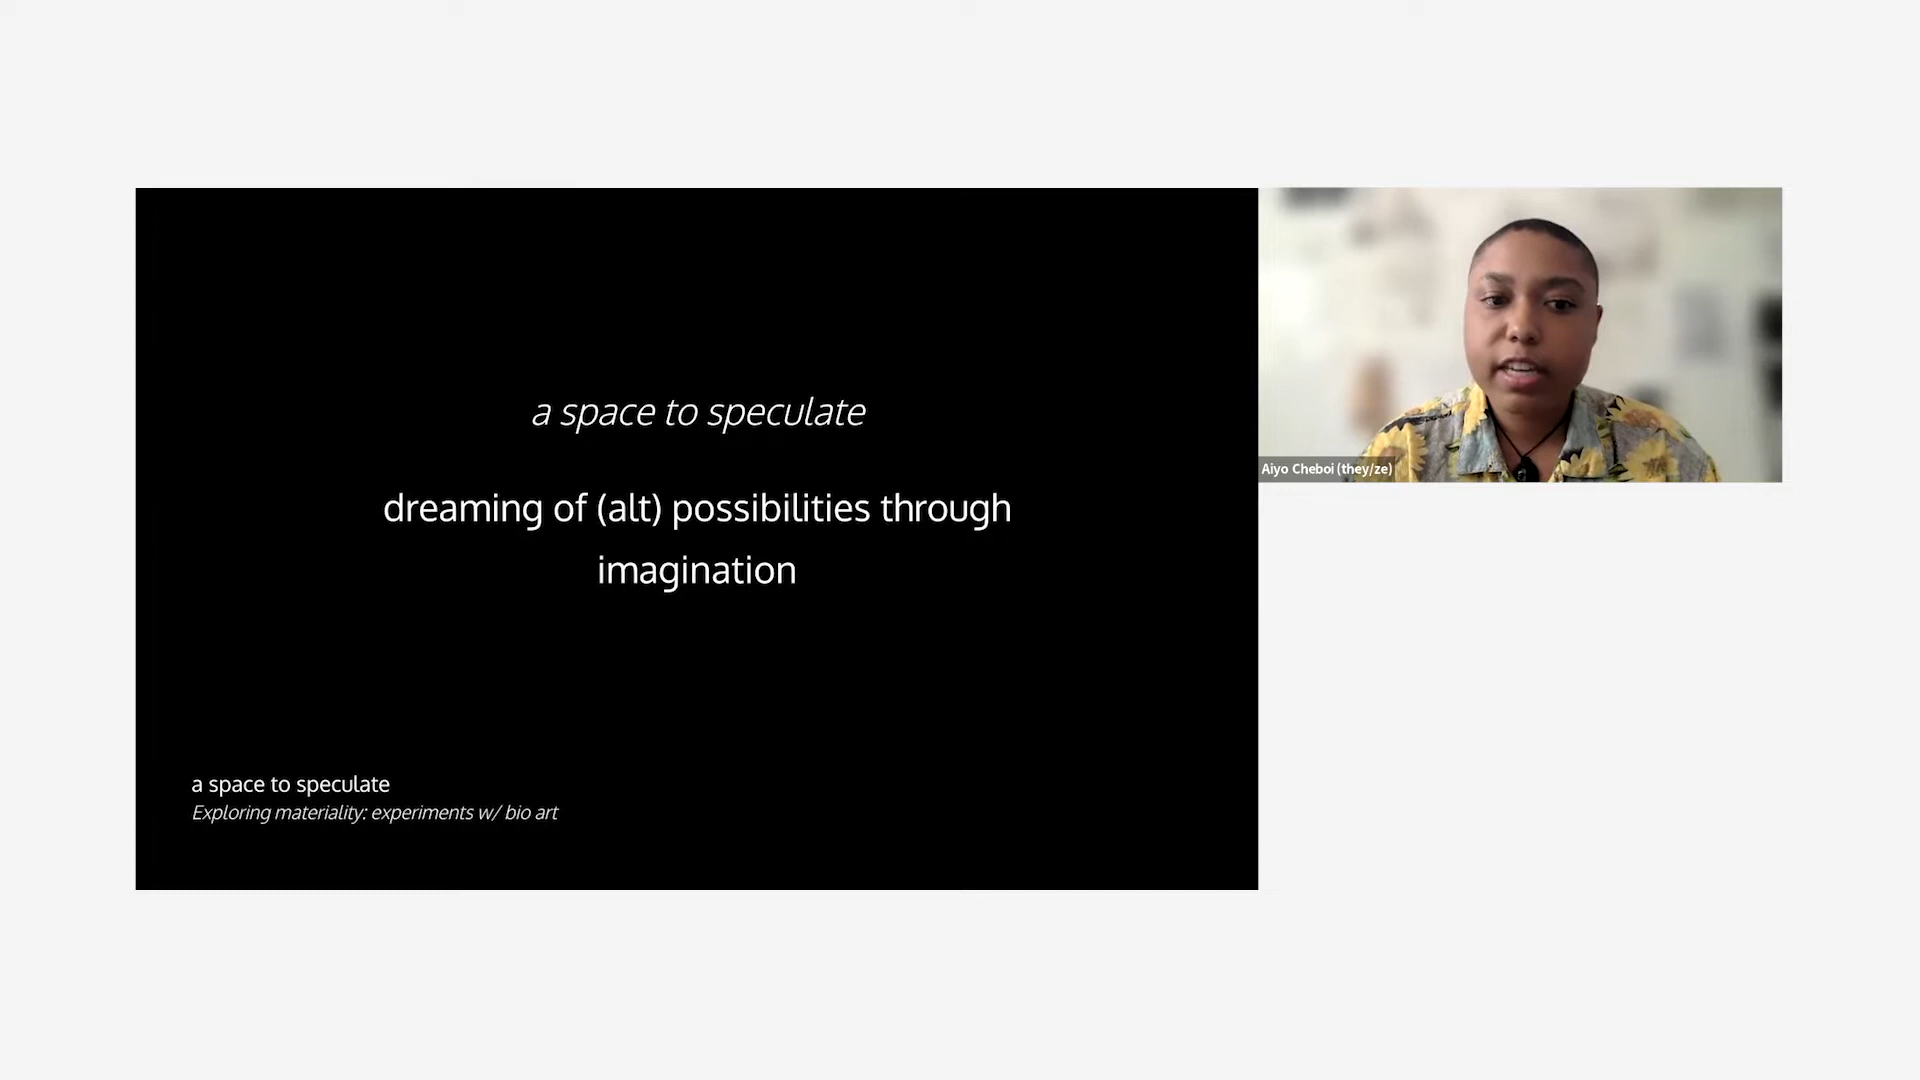 a space to speculate
dreaming of (alt) possibilities through
imagination
a space to speculate
Exploring materiality: experiments w/ bio art
Aiyo Cheboi (they/ze)